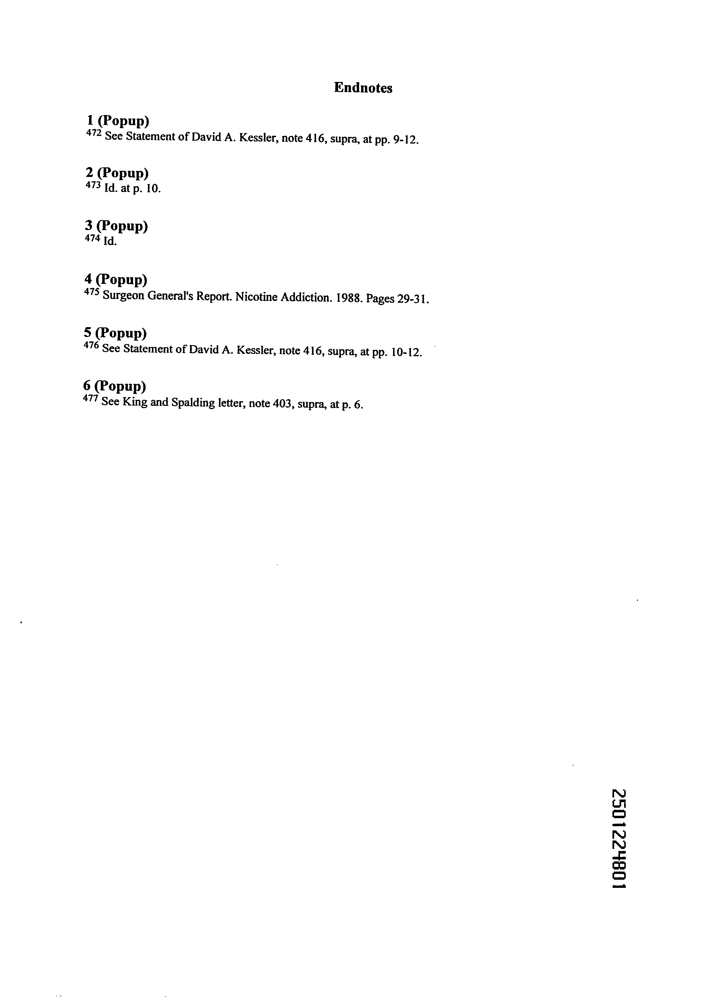 Endnotes
1 (Popup)
472 See Statement of David A. Kessler, note 416, supra, at pp. 9-12.
2 (Popup)
473 Id. at p. 10.
3 (Popup)
474 Id.
4 (Popup)
475 Surgeon General's Report. Nicotine Addiction. 1988. Pages 29-31.
5 (Popup)
476 See Statement of David A. Kessler, note 416, supra, at pp. 10-12.
6 (Popup)
477 See King and Spalding letter, note 403, supra, at p. 6.
2501224801